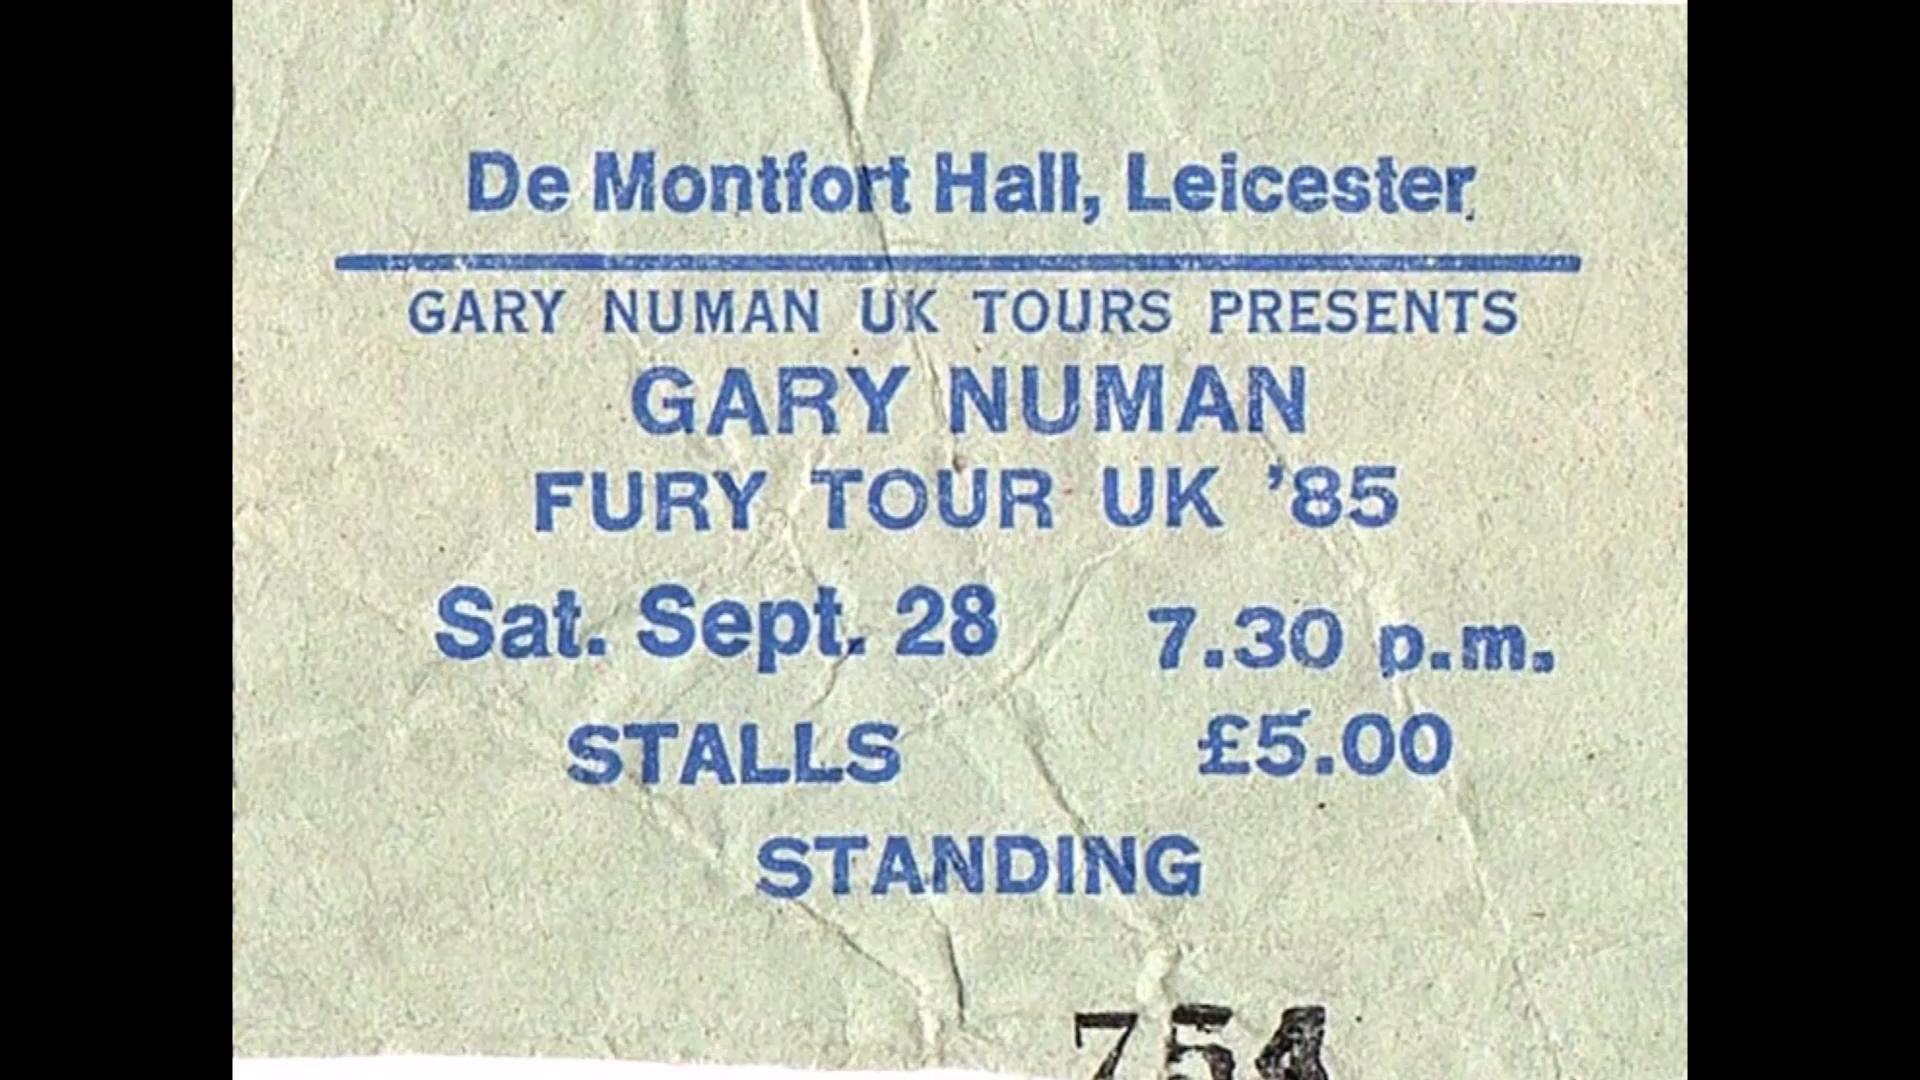 De Montfort Hall, Leicester
GARY NUMAN UK TOURS PRESENTS
GARY NUMAN
FURY TOUR UK '85
Sat. Sept. 28 7.30 p.m.
STALLS £5.00
STANDING
754